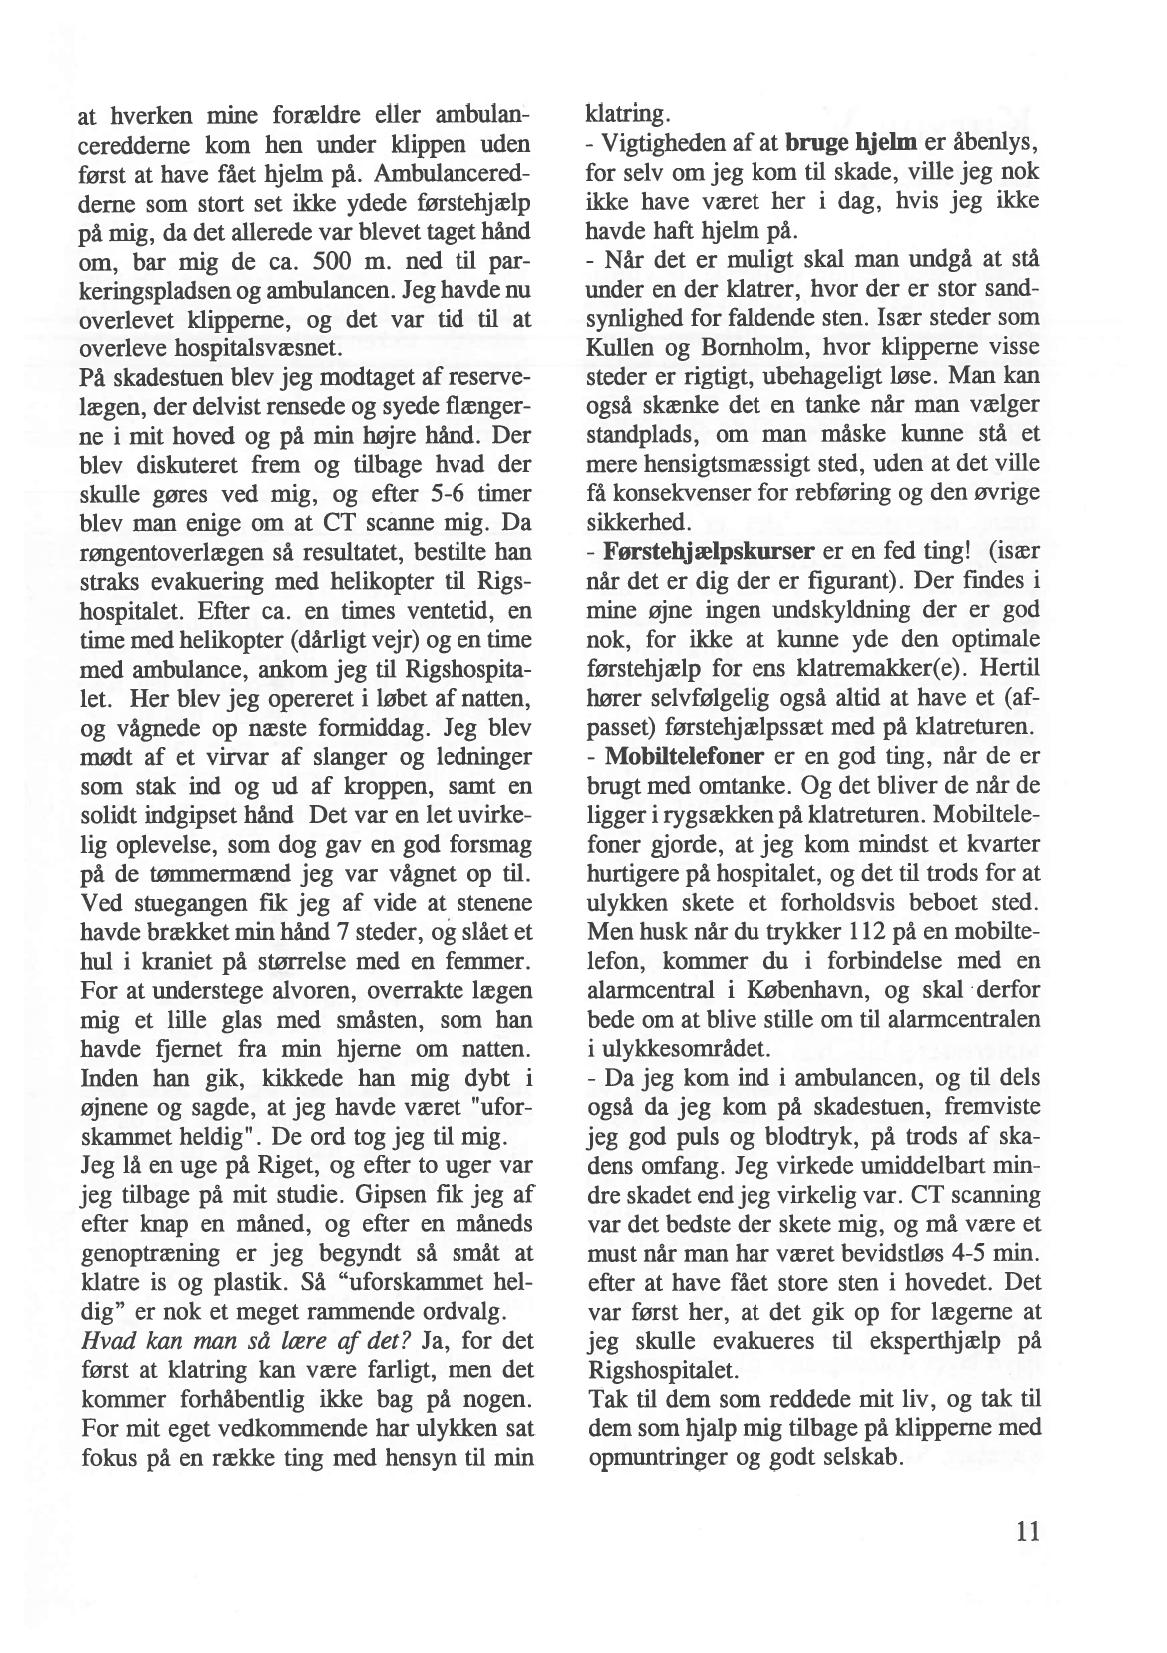 at hverken mine forældre eller ambulan-
ceredderne kom hen under klippen uden
først at have fået hjelm på. Ambulancered-
derne som stort set ikke ydede førstehjælp
på mig, da det allerede var blevet taget hånd
om, bar mig de ca. 500 m. ned til par-
keringspladsen og ambulancen. Jeg havde nu
overlevet klipperne, og det var tid til at
overleve hospitalsvæsnet.
På skadestuen blev jeg modtaget af reserve-
lægen, der delvist rensede og syede flænger-
ne i mit hoved og på min højre hånd. Der
blev diskuteret frem og tilbage hvad der
skulle gøres ved mig, og efter 5-6 timer
blev man enige om at CT scanne mig. Da
røngentoverlægen så resultatet, bestilte han
straks evakuering med helikopter til Rigs-
hospitalet. Efter ca. en times ventetid, en
time med helikopter (dårligt vejr) og en time
med ambulance, ankom jeg til Rigshospita-
let. Her blev jeg opereret i løbet af natten,
og vågnede op næste formiddag. Jeg blev
mødt af et virvar af slanger og ledninger
som stak ind og ud af kroppen, samt en
solidt indgipset hånd Det var en let uvirke-
lig oplevelse, som dog gav en god forsmag
på de tømmermænd jeg var vågnet op til.
Ved stuegangen fik jeg af vide at stenene
havde brækket min hånd 7 steder, og slået et
hul i kraniet på størrelse med en femmer.
For at understege alvoren, overrakte lægen
mig et lille glas med småsten, som han
havde fjernet fra min hjerne om natten.
Inden han gik, kikkede han mig dybt i
øjnene og sagde, at jeg havde været "ufor-
skammet heldig". De ord tog jeg til mig.
Jeg lå en uge på Riget, og efter to uger var
jeg tilbage på mit studie. Gipsen fik jeg af
efter knap en måned, og efter en måneds
genoptræning er jeg begyndt så småt at
klatre is og plastik. Så “uforskammet hel-
dig” er nok et meget rammende ordvalg.
Hvad kan man så lære af det? Ja, for det
først at klatring kan være farligt, men det
kommer forhåbentlig ikke bag på nogen.
For mit eget vedkommende har ulykken sat
fokus på en række ting med hensyn til min
klatring.
- Vigtigheden af at bruge hjelm er åbenlys,
for selv om jeg kom til skade, ville jeg nok
ikke have været her i dag, hvis jeg ikke
havde haft hjelm på.
- Når det er muligt skal man undgå at stå
under en der klatrer, hvor der er stor sand-
synlighed for faldende sten. Især steder som
Kullen og Bornholm, hvor klipperne visse
steder er rigtigt, ubehageligt løse. Man kan
også skænke det en tanke når man vælger
standplads, om man måske kunne stå et
mere hensigtsmæssigt sted, uden at det ville
få konsekvenser for rebføring og den øvrige
sikkerhed.
- Førstehjælpskurser er en fed ting! (især
når det er dig der er figurant). Der findes i
mine øjne ingen undskyldning der er god
nok, for ikke at kunne yde den optimale
førstehjælp for ens klatremakker(e). Hertil
hører selvfølgelig også altid at have et (af-
passet) førstehjælpssæt med på klatreturen.
- Mobiltelefoner er en god ting, når de er
brugt med omtanke. Og det bliver de når de
ligger i rygsækken på klatreturen. Mobiltele-
foner gjorde, at jeg kom mindst et kvarter
hurtigere på hospitalet, og det til trods for at
ulykken skete et forholdsvis beboet sted.
Men husk når du trykker 112 på en mobilte-
lefon, kommer du i forbindelse med en
alarmcentral i København, og skal derfor
bede om at blive stille om til alarmcentralen
i ulykkesområdet.
- Da jeg kom ind i ambulancen, og til dels
også da jeg kom på skadestuen, fremviste
jeg god puls og blodtryk, på trods af ska-
dens omfang. Jeg virkede umiddelbart min-
dre skadet end jeg virkelig var. CT scanning
var det bedste der skete mig, og må være et
must når man har været bevidstløs 4-5 min.
efter at have fået store sten i hovedet. Det
var først her, at det gik op for lægerne at
jeg skulle evakueres til eksperthjælp på
Rigshospitalet.
Tak til dem som reddede mit liv, og tak til
dem som hjalp mig tilbage på klipperne med
opmuntringer og godt selskab.
11